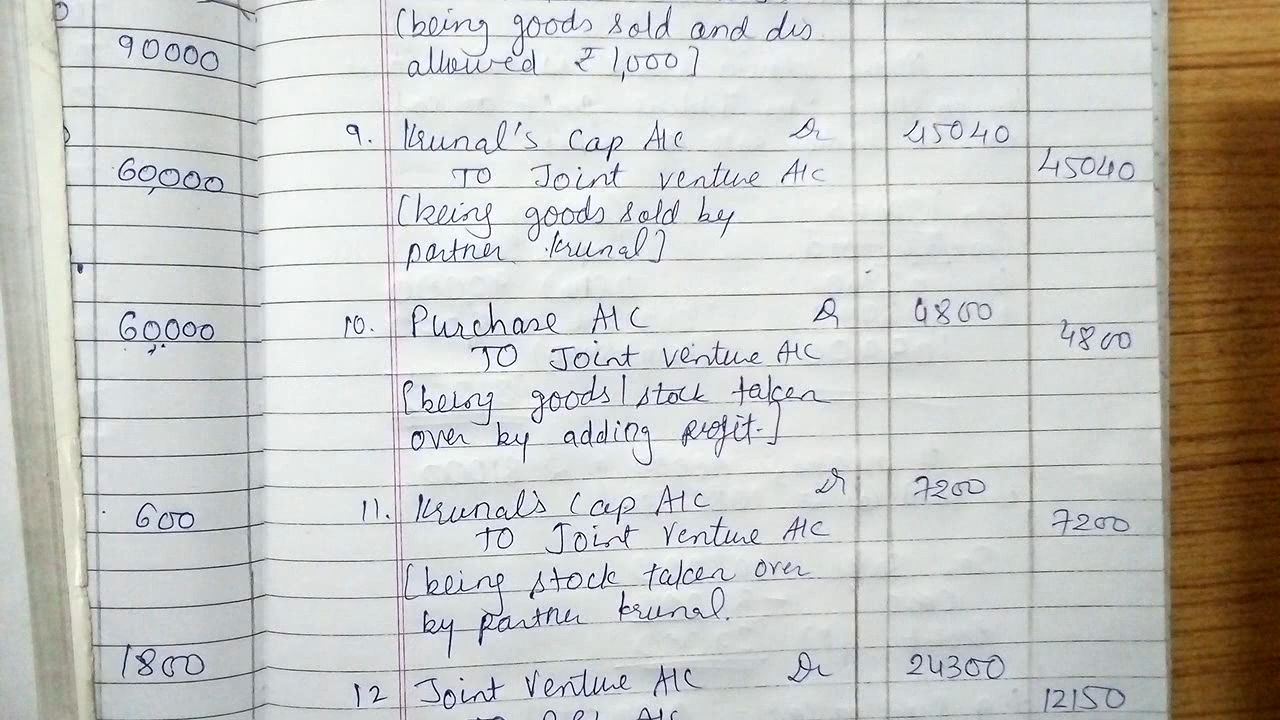 90000
(being goods sold and dis
allowed ₹ 1,000]
9. Krunal's Cap A/C Dr 45040
60,000
TO Joint venture A/C 45040
(being goods sold by
partner Krunal]
60,000
10. Purchase A/C Dr 4800
TO Joint venture A/C 4800
[being goods/stock taken
over by adding profit.]
600
11. Krunal's Cap A/C Dr 7200
TO Joint venture A/C 7200
[being stock taken over
by partner Krunal.
1800
12 Joint Venture A/C Dr 24300
12150
TO A/C